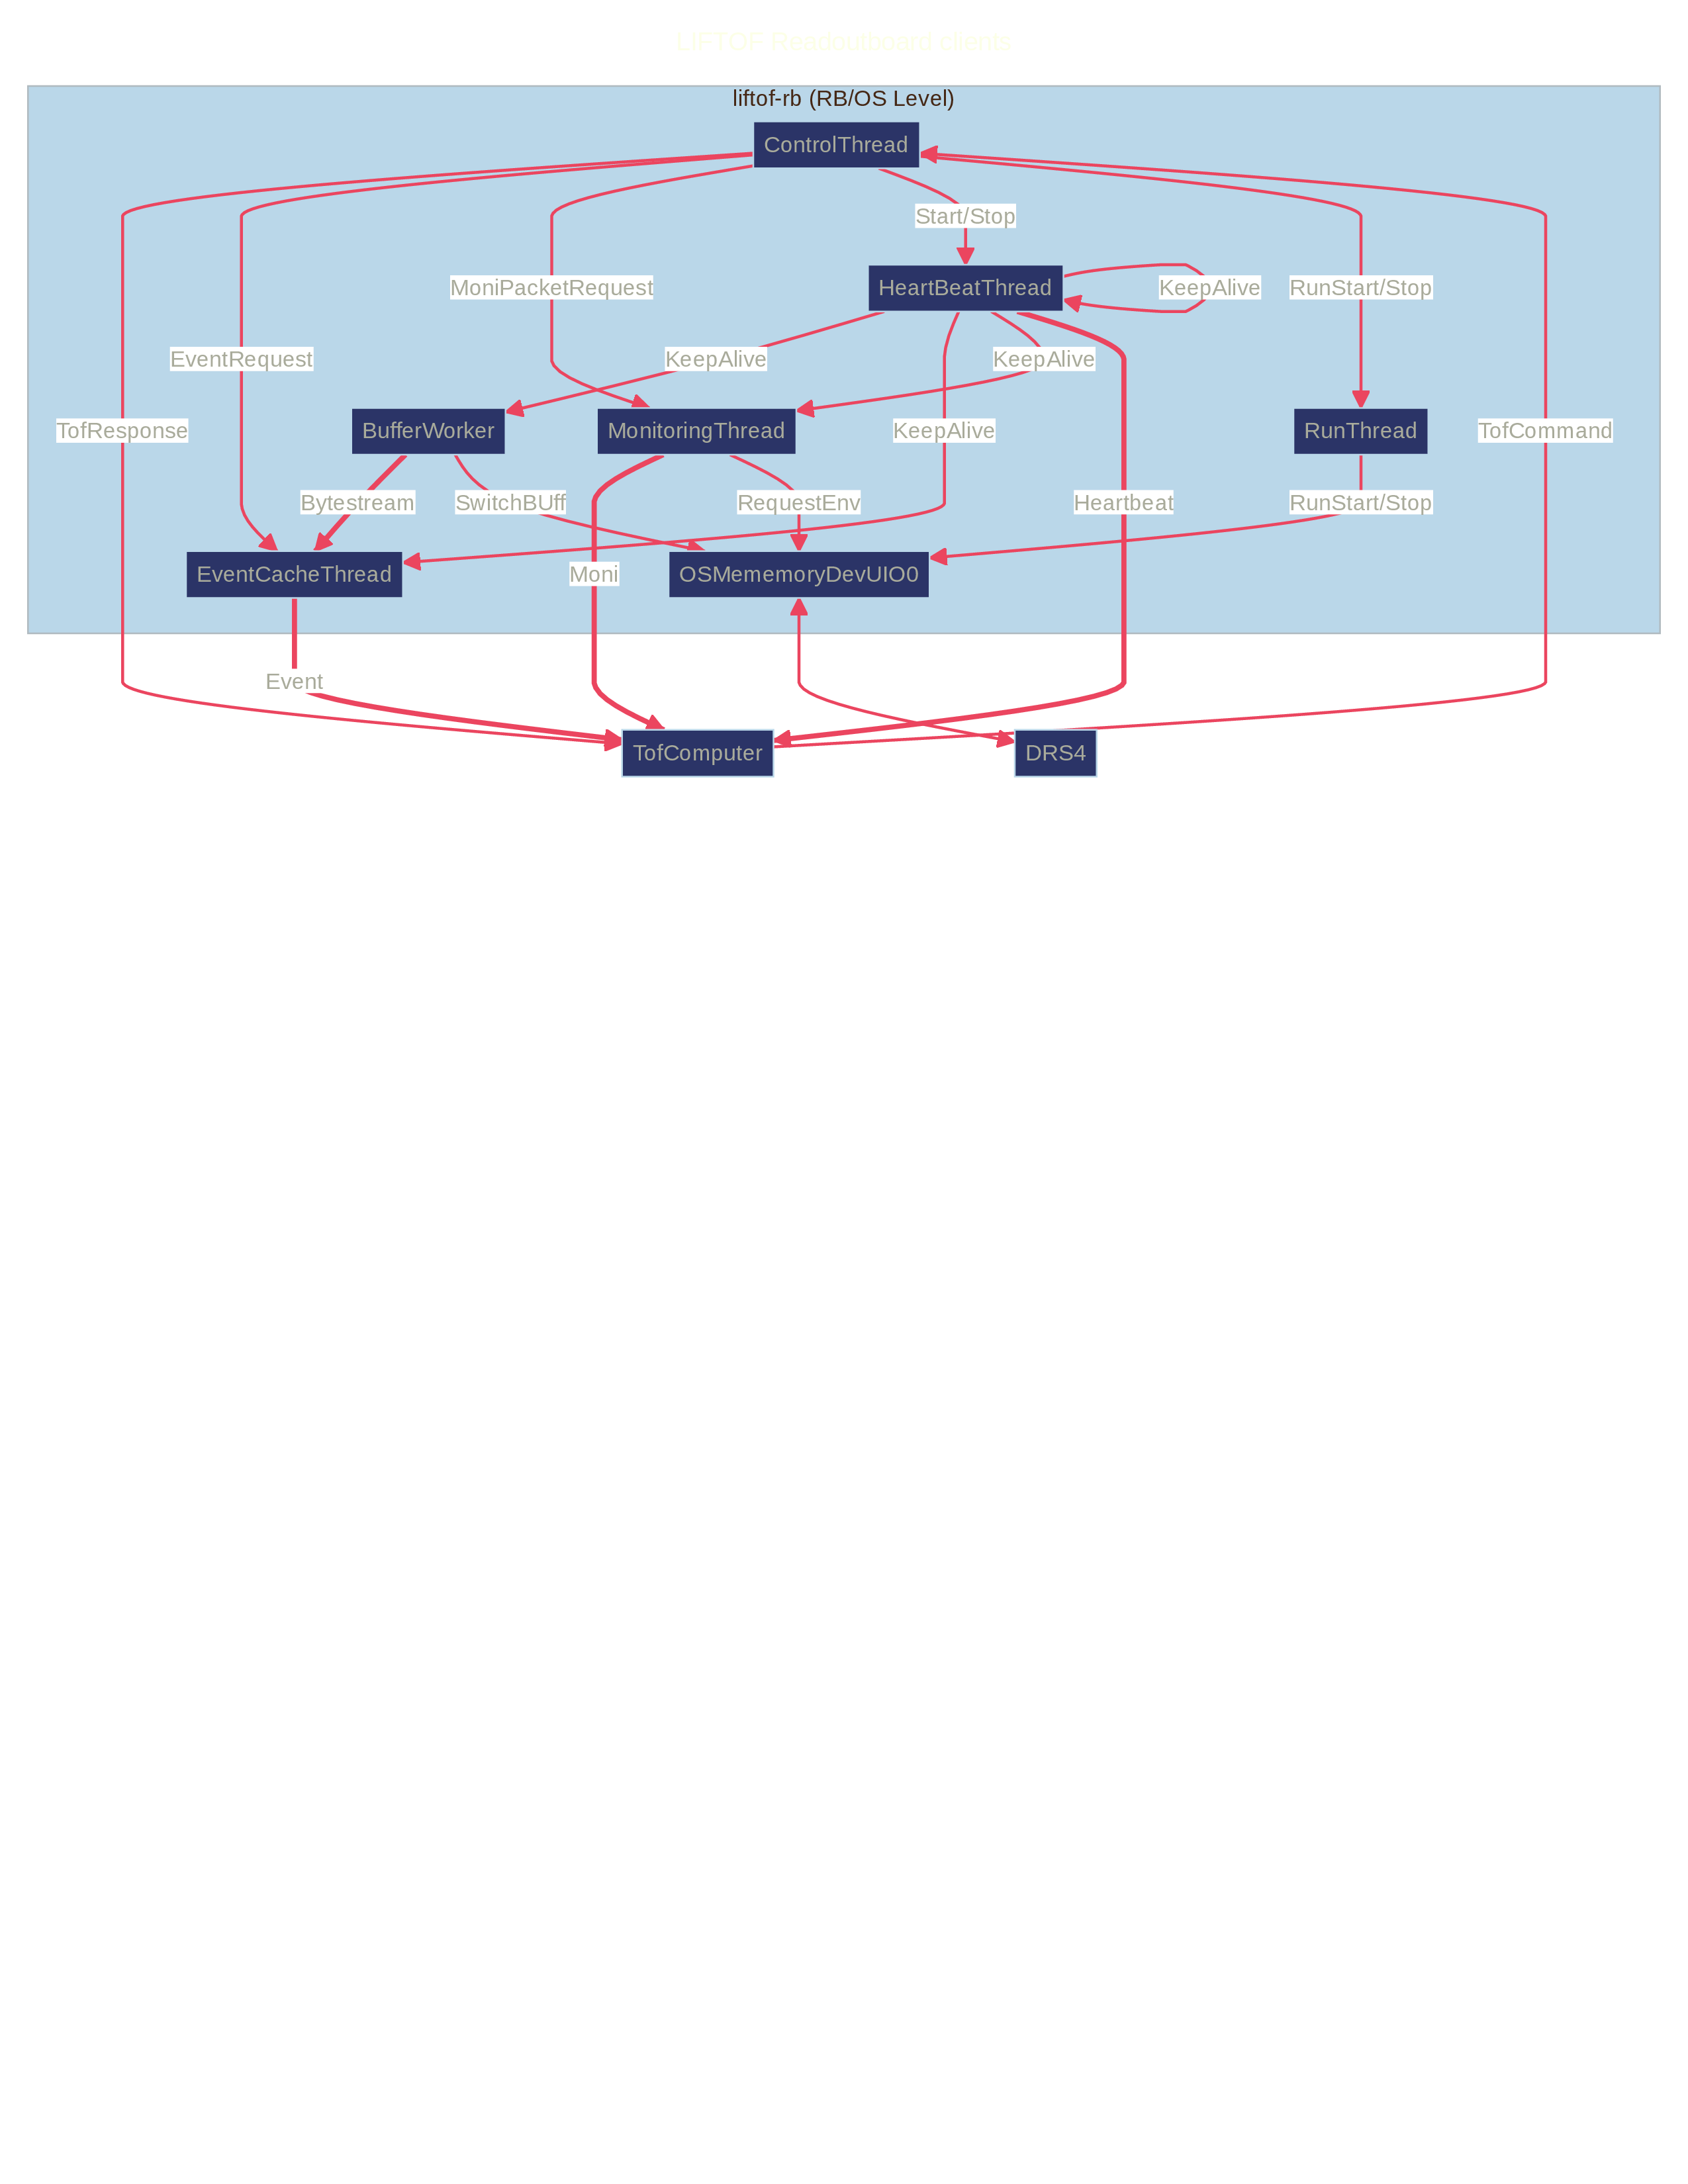 LIFTOF Readoutboard clients
liftof-rb (RB/OS Level)
ControlThread
Start/Stop
MoniPacketRequest
HeartBeatThread
KeepAlive
RunStart/Stop
EventRequest
KeepAlive
KeepAlive
TofResponse
BufferWorker
MonitoringThread
KeepAlive
RunThread
TofCommand
Bytestream
SwitchBUff
RequestEnv
Heartbeat
RunStart/Stop
EventCacheThread
Moni
OSMememoryDevUIO0
Event
TofComputer
DRS4